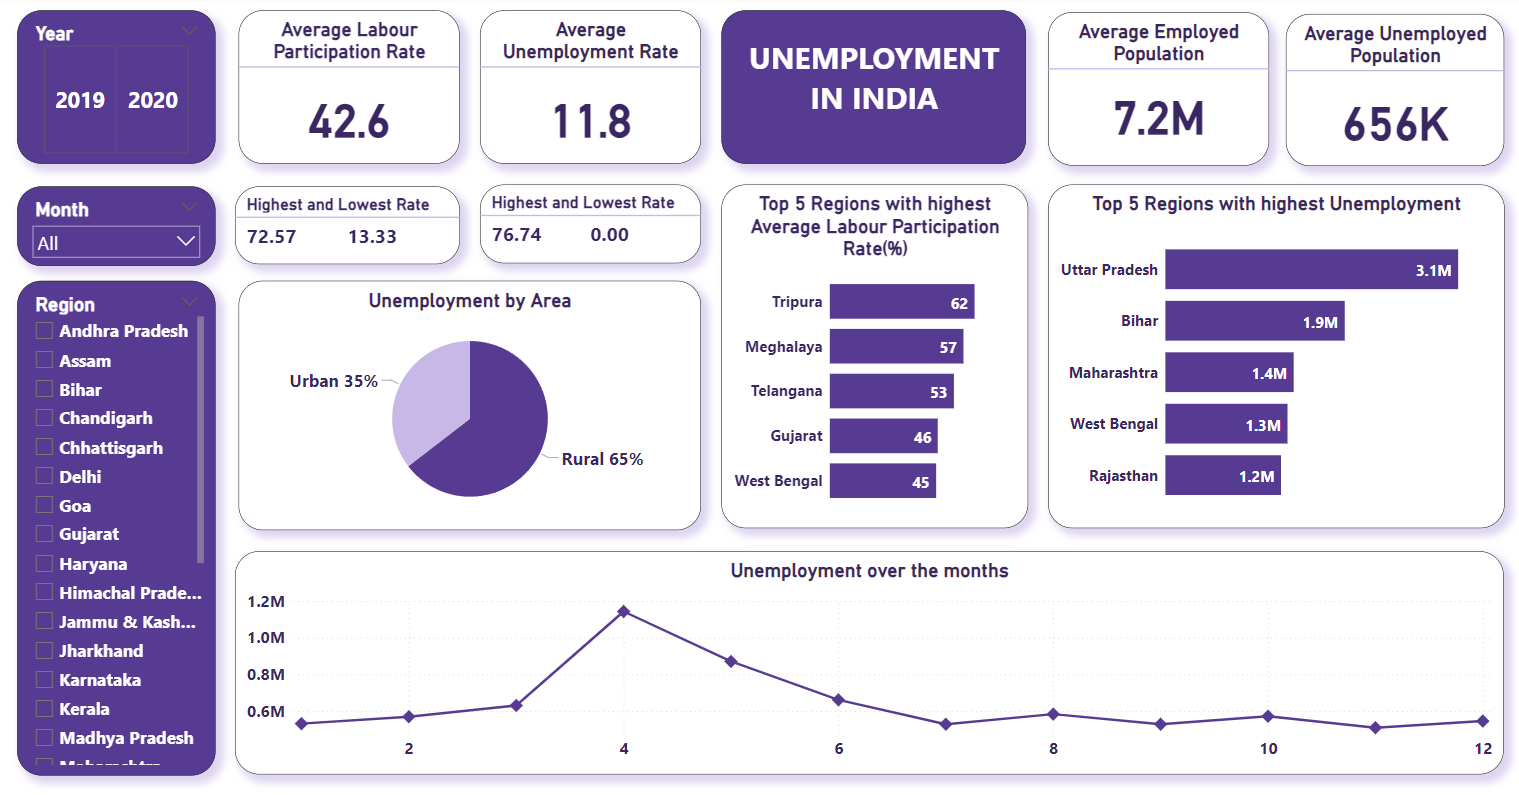 Year
2019 2020
Average Labour
Participation Rate
42.6
Average
Unemployment Rate
11.8
UNEMPLOYMENT
IN INDIA
Average Employed
Population
7.2M
Average Unemployed
Population
656K
Month
All
Highest and Lowest Rate
72.57 13.33
Highest and Lowest Rate
76.74 0.00
Region
Andhra Pradesh
Assam
Bihar
Chandigarh
Chhattisgarh
Delhi
Goa
Gujarat
Haryana
Himachal Prade...
Jammu & Kash...
Jharkhand
Karnataka
Kerala
Madhya Pradesh
Unemployment by Area
Urban 35%
Rural 65%
Top 5 Regions with highest
Average Labour Participation
Rate(%)
Tripura 62
Meghalaya 57
Telangana 53
Gujarat 46
West Bengal 45
Top 5 Regions with highest Unemployment
Uttar Pradesh 3.1M
Bihar 1.9M
Maharashtra 1.4M
West Bengal 1.3M
Rajasthan 1.2M
Unemployment over the months
1.2M
1.0M
0.8M
0.6M
2 4 6 8 10 12